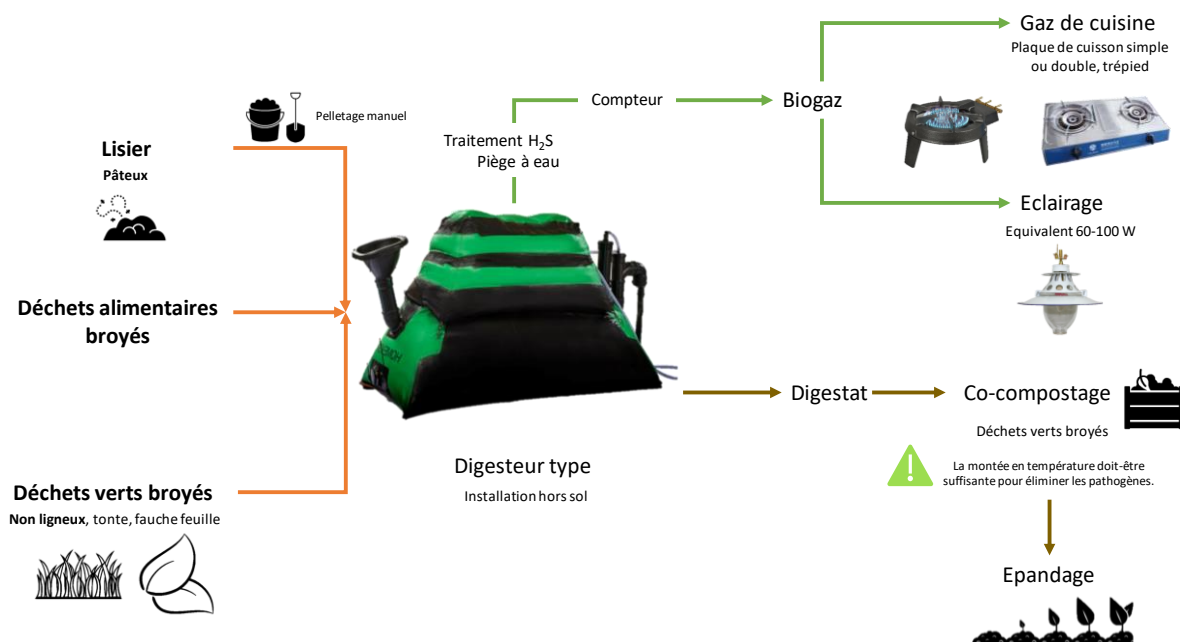 Gaz de cuisine
Plaque de cuisson simple
ou double, trépied
Compteur
Biogaz
Pelletage manuel
Traitement H₂S
Piège à eau
Lisier
Pâteux
Eclairage
Equivalent 60-100 W
Déchets alimentaires
broyés
Digestat
Co-compostage
Déchets verts broyés
La montée en température doit-être
suffisante pour éliminer les pathogènes.
Digesteur type
Installation hors sol
Déchets verts broyés
Non ligneux, tonte, fauche feuille
Epandage